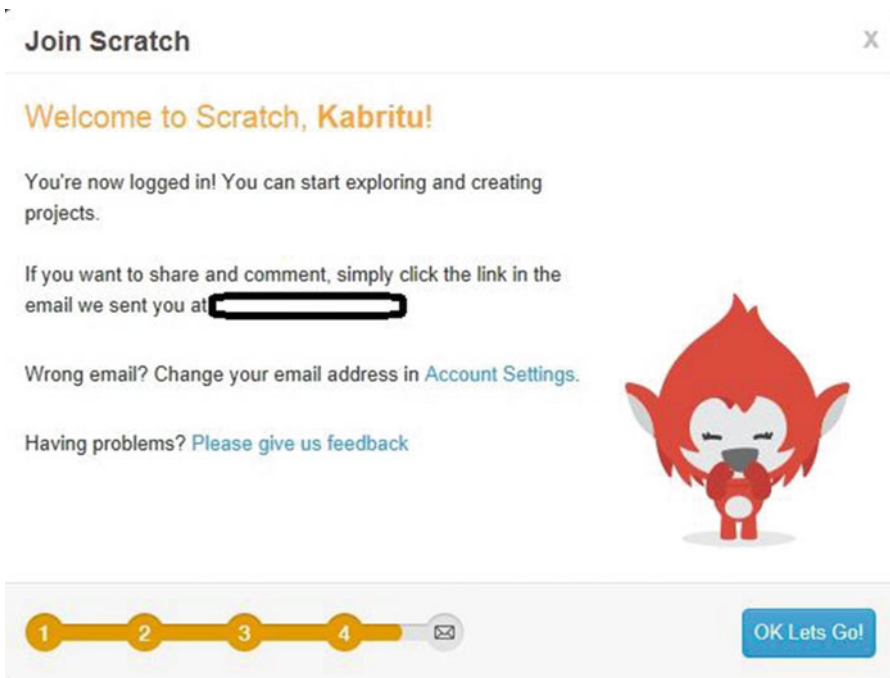 Join Scratch
X
Welcome to Scratch, Kabritu!
You're now logged in! You can start exploring and creating
projects.
If you want to share and comment, simply click the link in the
email we sent you at
Wrong email? Change your email address in Account Settings.
Having problems? Please give us feedback
1 2 3 4
OK Lets Go!